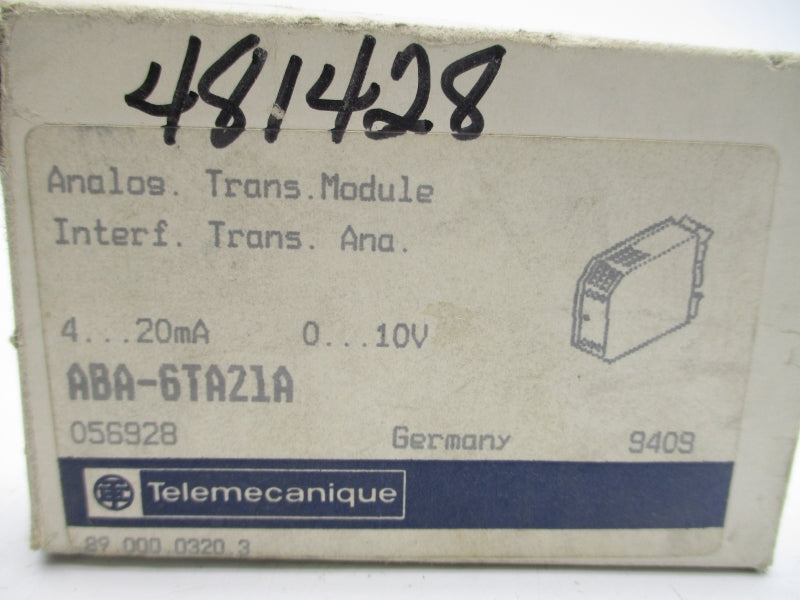 481428
Analog. Trans.Module
Interf. Trans. Ana.
4...20mA 0...10V
ABA-6TA21A
056928
Germany 9409
Telemecanique
89 000.0320.3